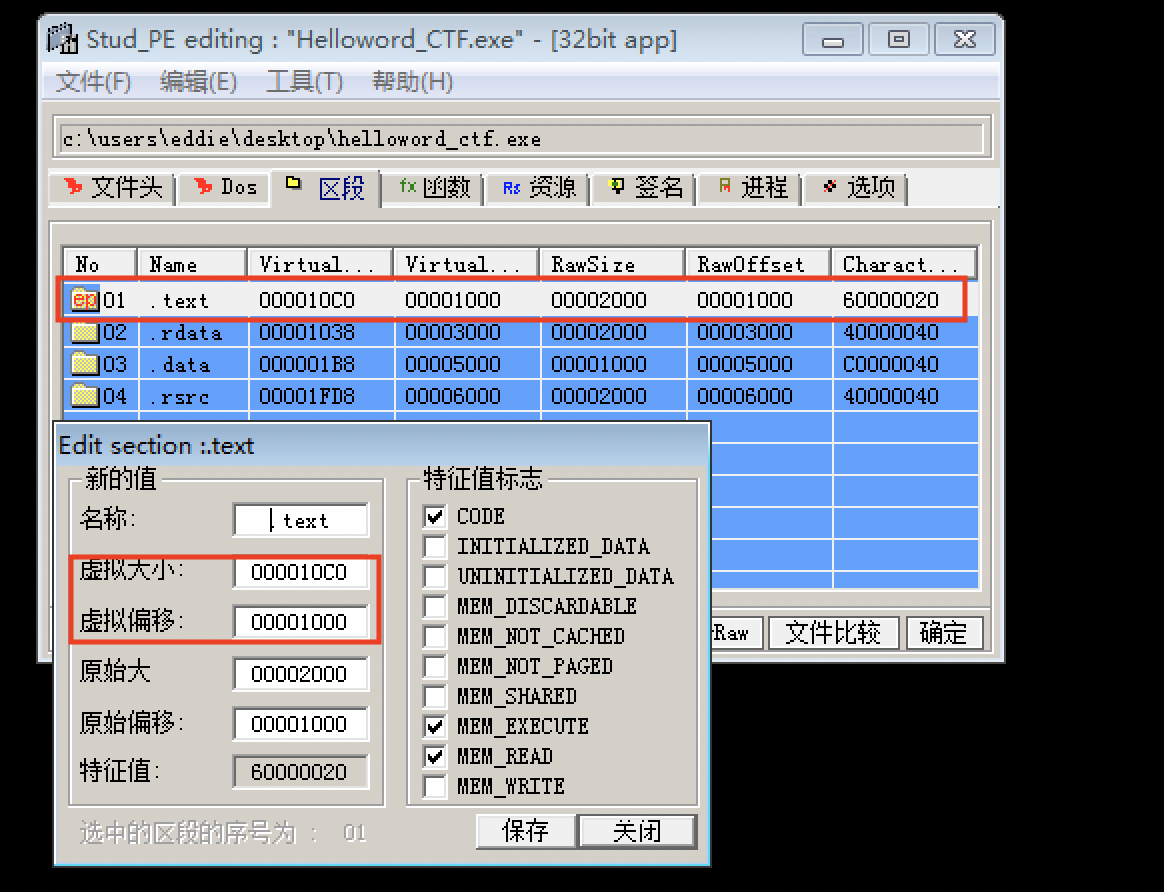 Stud_PE editing : "Helloword_CTF.exe" - [32bit app]
文件(F) 编辑(E) 工具(T) 帮助(H)
c:\users\eddie\desktop\helloword_ctf.exe
文件头 Dos 区段 fx 函数 Rs 资源 签名 进程 选项
No Name Virtual... Virtual... RawSize RawOffset Charact...
ep 01 .text 000010C0 00001000 00002000 00001000 60000020
02 .rdata 00001038 00003000 00002000 00003000 40000040
03 .data 000001B8 00005000 00001000 00005000 C0000040
04 .rsrc 00001FD8 00006000 00002000 00006000 40000040
Raw 文件比较 确定
Edit section :.text
新的值
名称: .text
虚拟大小: 000010C0
虚拟偏移: 00001000
原始大 00002000
原始偏移: 00001000
特征值: 60000020
特征值标志
CODE
INITIALIZED_DATA
UNINITIALIZED_DATA
MEM_DISCARDABLE
MEM_NOT_CACHED
MEM_NOT_PAGED
MEM_SHARED
MEM_EXECUTE
MEM_READ
MEM_WRITE
选中的区段的序号为 : 01
保存 关闭